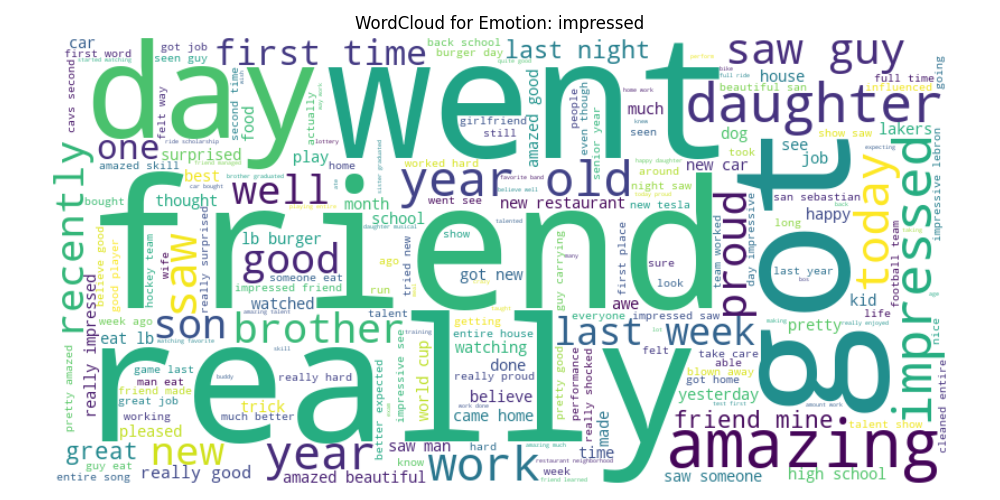 WordCloud for Emotion: impressed
day
went
friend
really
got
first time
last night
saw guy
daughter
car
first word
got job
seen guy
back school
burger day
house
full time
influenced
going
beautiful san
cavs second
felt way
second time
food
actually
girlfriend
still
amazed good
people
even though
senior year
much
seen
dog
took
show saw
see
job
lakers
one
amazed skill
surprised
play
home
worked hard
around
night saw
new car
best
thought
well
month
school
year old
went see
new restaurant
new tesla
san sebastian
long
happy
recently
bought
saw
really surprised
lb burger
good
someone eat
impressed friend
watched
show
ago
run
got new
tried new
guy carrying
first place
sure
look
awe
proud
team worked
day impressive
last year
kid
today
life
football team
impressed
impressive lebron
nice
believe good
good player
hockey team
wife
talent
everyone impressed saw
pretty
really enjoyed
week ago
son
brother
getting
entire house
watching
last week
felt
take care
able
blown away
got home
yesterday
eat lb
really impressed
pretty amazed
game last
man eat
friend made
great job
working
pleased
trick
much better
really hard
better expected
impressive see
world cup
done
really proud
believe
came home
pretty good
performance
really shocked
made
time
friend mine
talent show
cleaned entire
great
new
year
saw man
hard
work
know
week
amazing
guy eat
entire song
really good
amazed beautiful
saw someone
high school